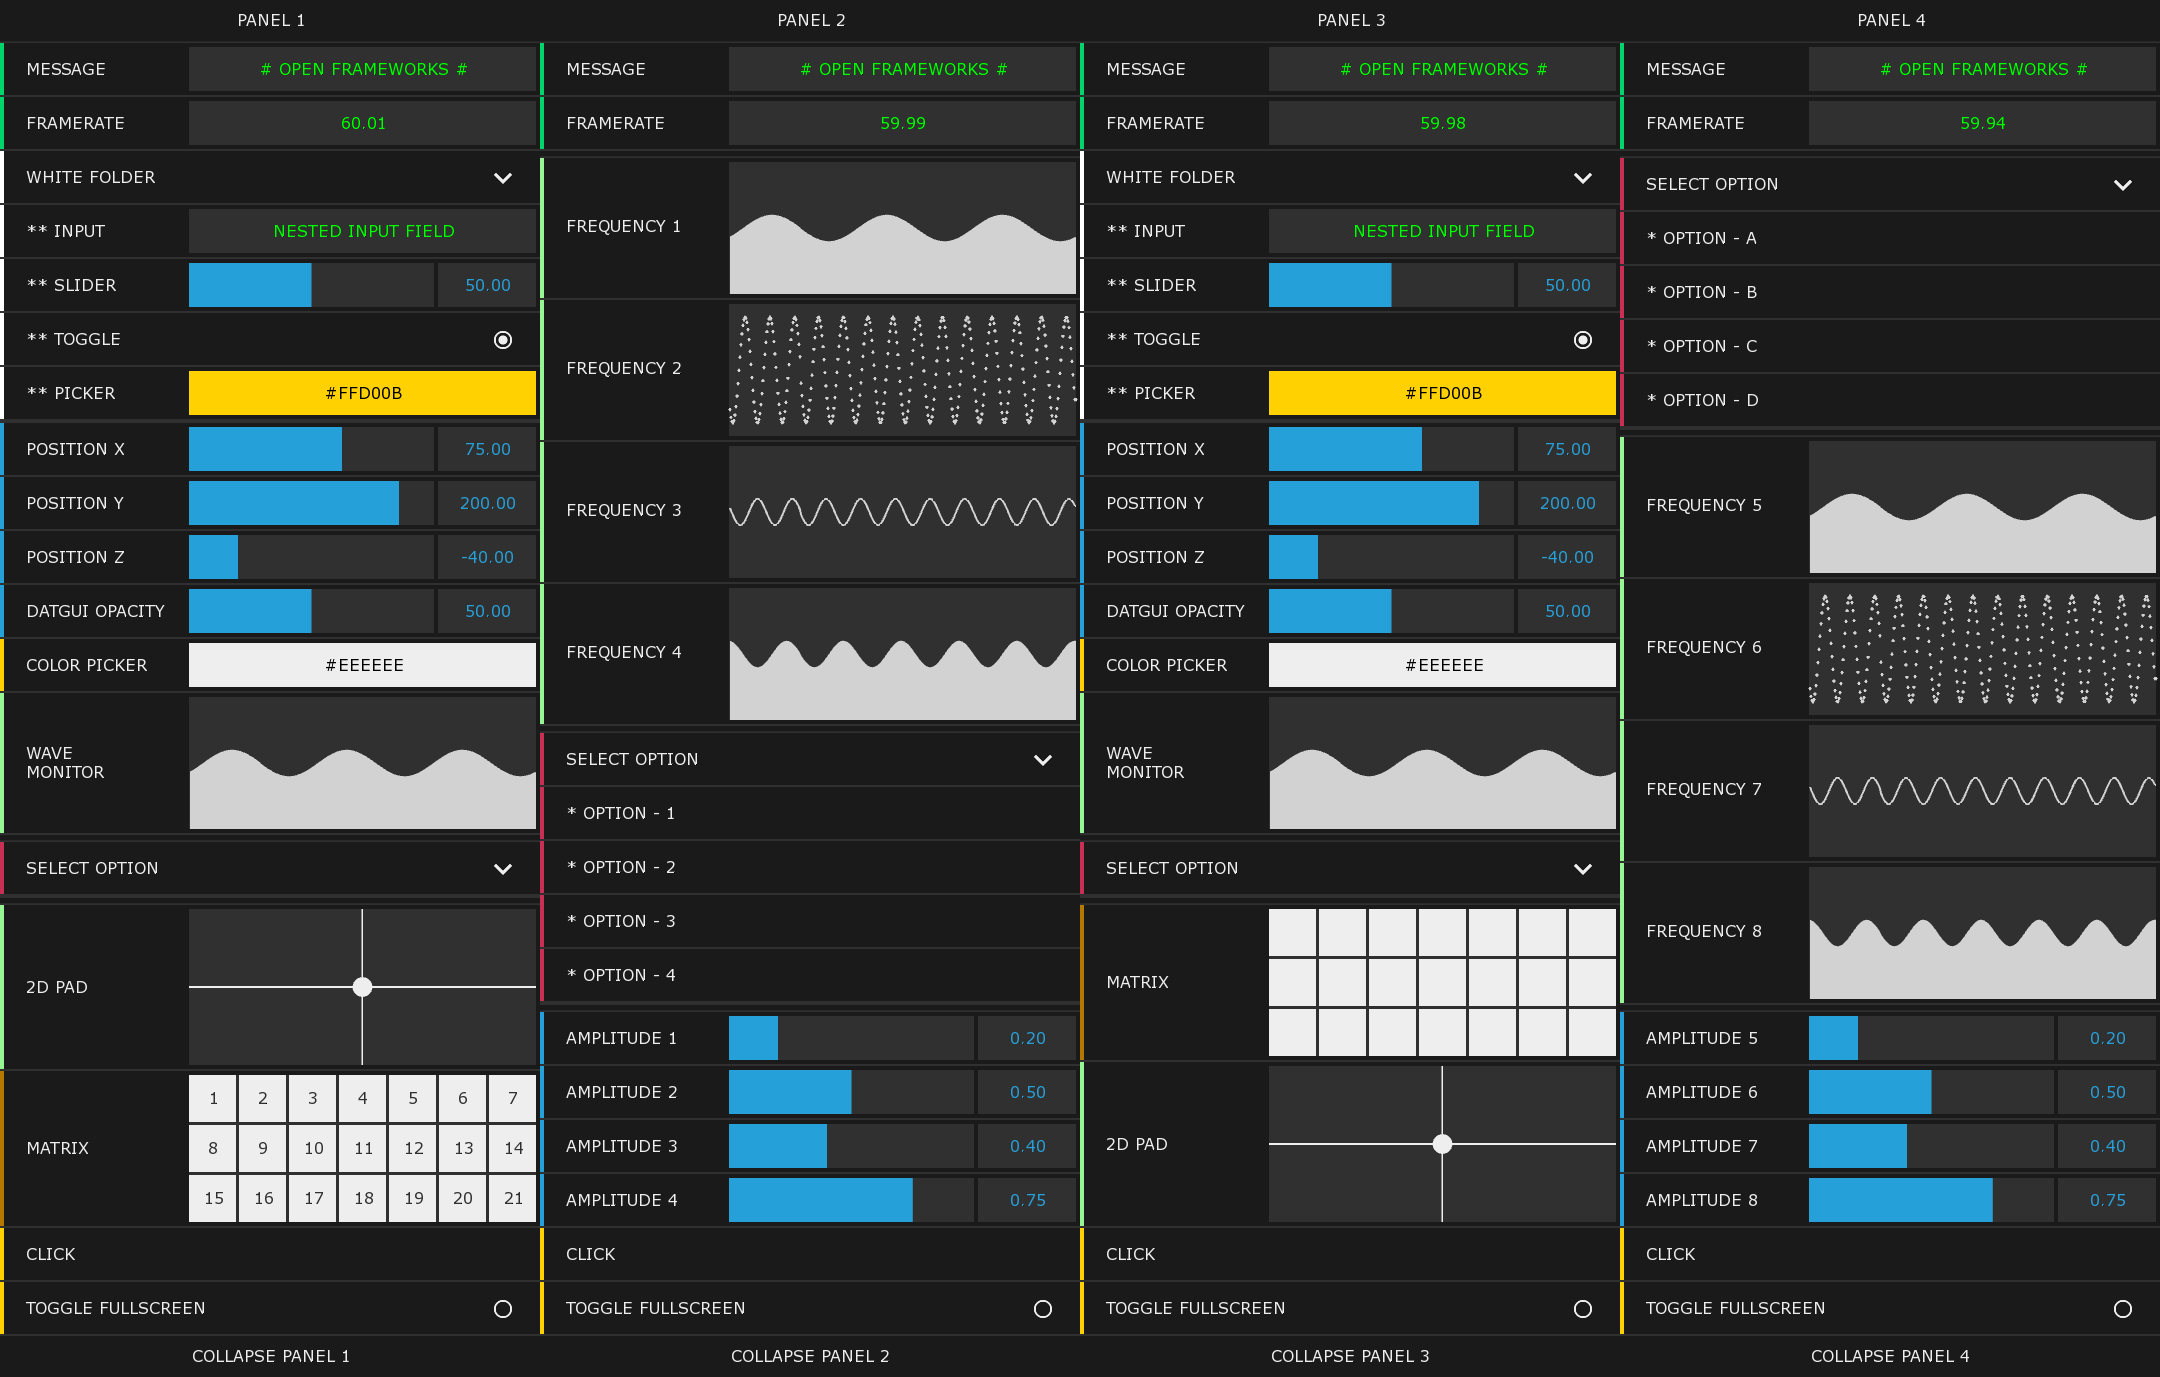 PANEL 1
MESSAGE # OPEN FRAMEWORKS #
FRAMERATE 60.01
WHITE FOLDER
** INPUT NESTED INPUT FIELD
** SLIDER 50.00
** TOGGLE
** PICKER #FFD00B
POSITION X 75.00
POSITION Y 200.00
POSITION Z -40.00
DATGUI OPACITY 50.00
COLOR PICKER #EEEEEE
WAVE
MONITOR
SELECT OPTION
2D PAD
MATRIX
1 2 3 4 5 6 7
8 9 10 11 12 13 14
15 16 17 18 19 20 21
CLICK
TOGGLE FULLSCREEN
COLLAPSE PANEL 1
PANEL 2
MESSAGE # OPEN FRAMEWORKS #
FRAMERATE 59.99
FREQUENCY 1
FREQUENCY 2
FREQUENCY 3
FREQUENCY 4
SELECT OPTION
* OPTION - 1
* OPTION - 2
* OPTION - 3
* OPTION - 4
AMPLITUDE 1 0.20
AMPLITUDE 2 0.50
AMPLITUDE 3 0.40
AMPLITUDE 4 0.75
CLICK
TOGGLE FULLSCREEN
COLLAPSE PANEL 2
PANEL 3
MESSAGE # OPEN FRAMEWORKS #
FRAMERATE 59.98
WHITE FOLDER
** INPUT NESTED INPUT FIELD
** SLIDER 50.00
** TOGGLE
** PICKER #FFD00B
POSITION X 75.00
POSITION Y 200.00
POSITION Z -40.00
DATGUI OPACITY 50.00
COLOR PICKER #EEEEEE
WAVE
MONITOR
SELECT OPTION
MATRIX
2D PAD
CLICK
TOGGLE FULLSCREEN
COLLAPSE PANEL 3
PANEL 4
MESSAGE # OPEN FRAMEWORKS #
FRAMERATE 59.94
SELECT OPTION
* OPTION - A
* OPTION - B
* OPTION - C
* OPTION - D
FREQUENCY 5
FREQUENCY 6
FREQUENCY 7
FREQUENCY 8
AMPLITUDE 5 0.20
AMPLITUDE 6 0.50
AMPLITUDE 7 0.40
AMPLITUDE 8 0.75
CLICK
TOGGLE FULLSCREEN
COLLAPSE PANEL 4